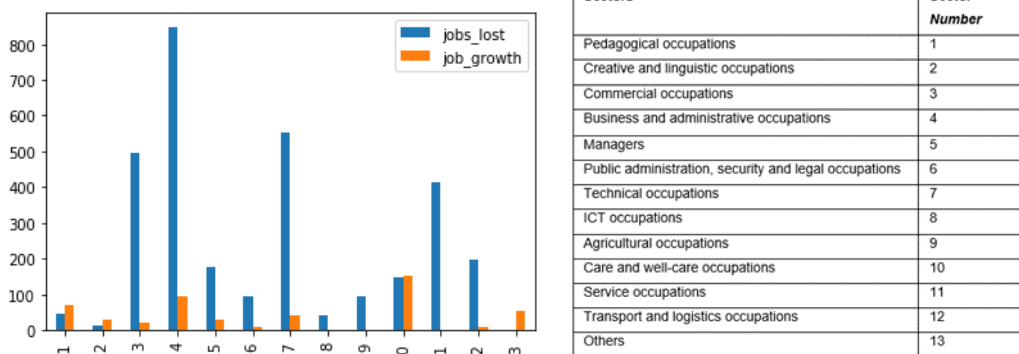 800
700
600
500
400
300
200
100
0
jobs_lost
job_growth
1
2
3
4
5
6
7
8
9
0
1
2
3
Number
Pedagogical occupations 1
Creative and linguistic occupations 2
Commercial occupations 3
Business and administrative occupations 4
Managers 5
Public administration, security and legal occupations 6
Technical occupations 7
ICT occupations 8
Agricultural occupations 9
Care and well-care occupations 10
Service occupations 11
Transport and logistics occupations 12
Others 13